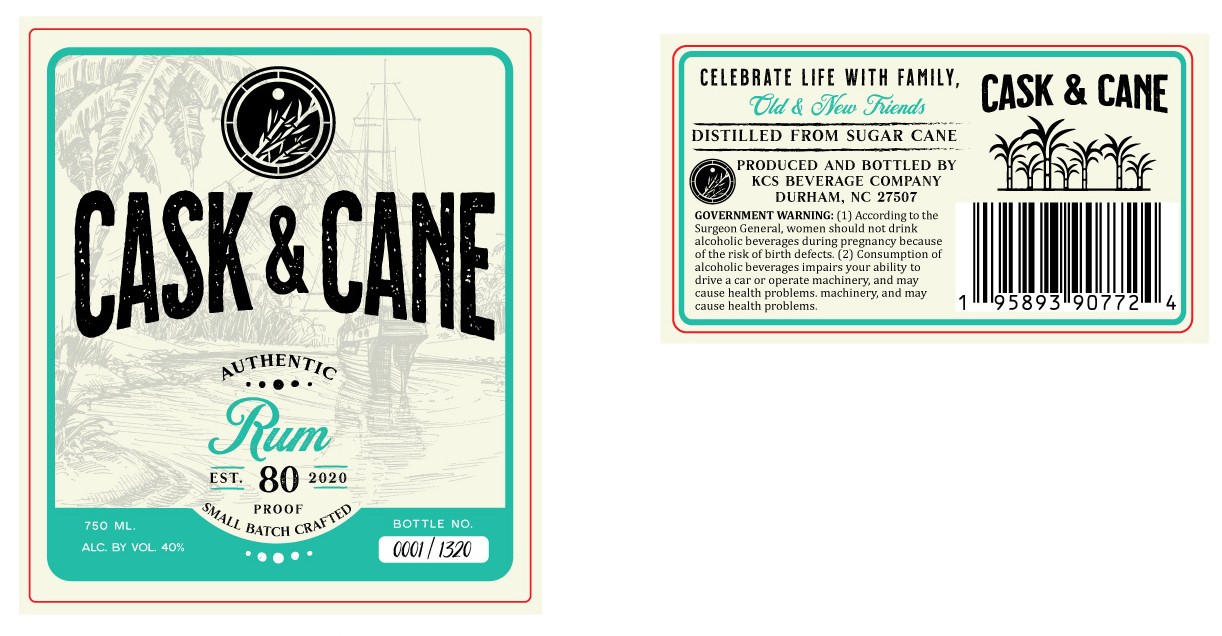 CASK & CANE
AUTHENTIC
Rum
EST. 80 2020
PROOF
SMALL BATCH CRAFTED
750 ML.
ALC. BY VOL. 40%
BOTTLE NO.
0001 / 1320
CELEBRATE LIFE WITH FAMILY,
Old & New Friends
DISTILLED FROM SUGAR CANE
PRODUCED AND BOTTLED BY
KCS BEVERAGE COMPANY
DURHAM, NC 27507
GOVERNMENT WARNING: (1) According to the
Surgeon General, women should not drink
alcoholic beverages during pregnancy because
of the risk of birth defects. (2) Consumption of
alcoholic beverages impairs your ability to
drive a car or operate machinery, and may
cause health problems. machinery, and may
cause health problems.
CASK & CANE
1 95893 90772 4